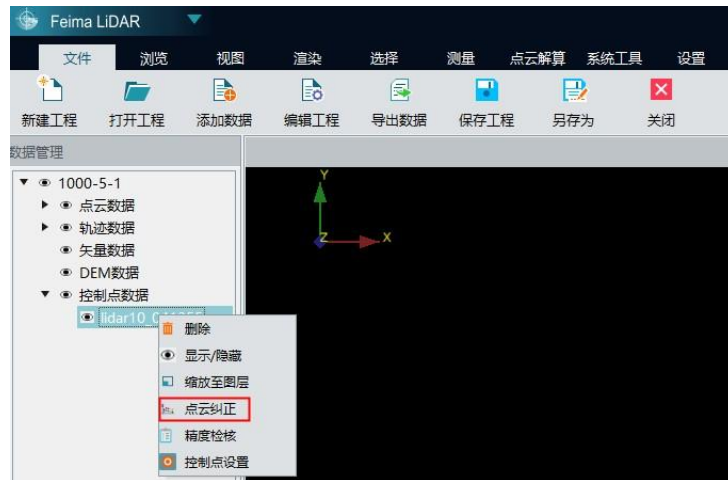 Feima LiDAR
文件 浏览 视图 渲染 选择 测量 点云解算 系统工具 设置
新建工程 打开工程 添加数据 编辑工程 导出数据 保存工程 另存为 关闭
数据管理
1000-5-1
点云数据
轨迹数据
矢量数据
DEM数据
控制点数据
Y
Z X
删除
显示/隐藏
缩放至图层
点云纠正
精度检核
控制点设置